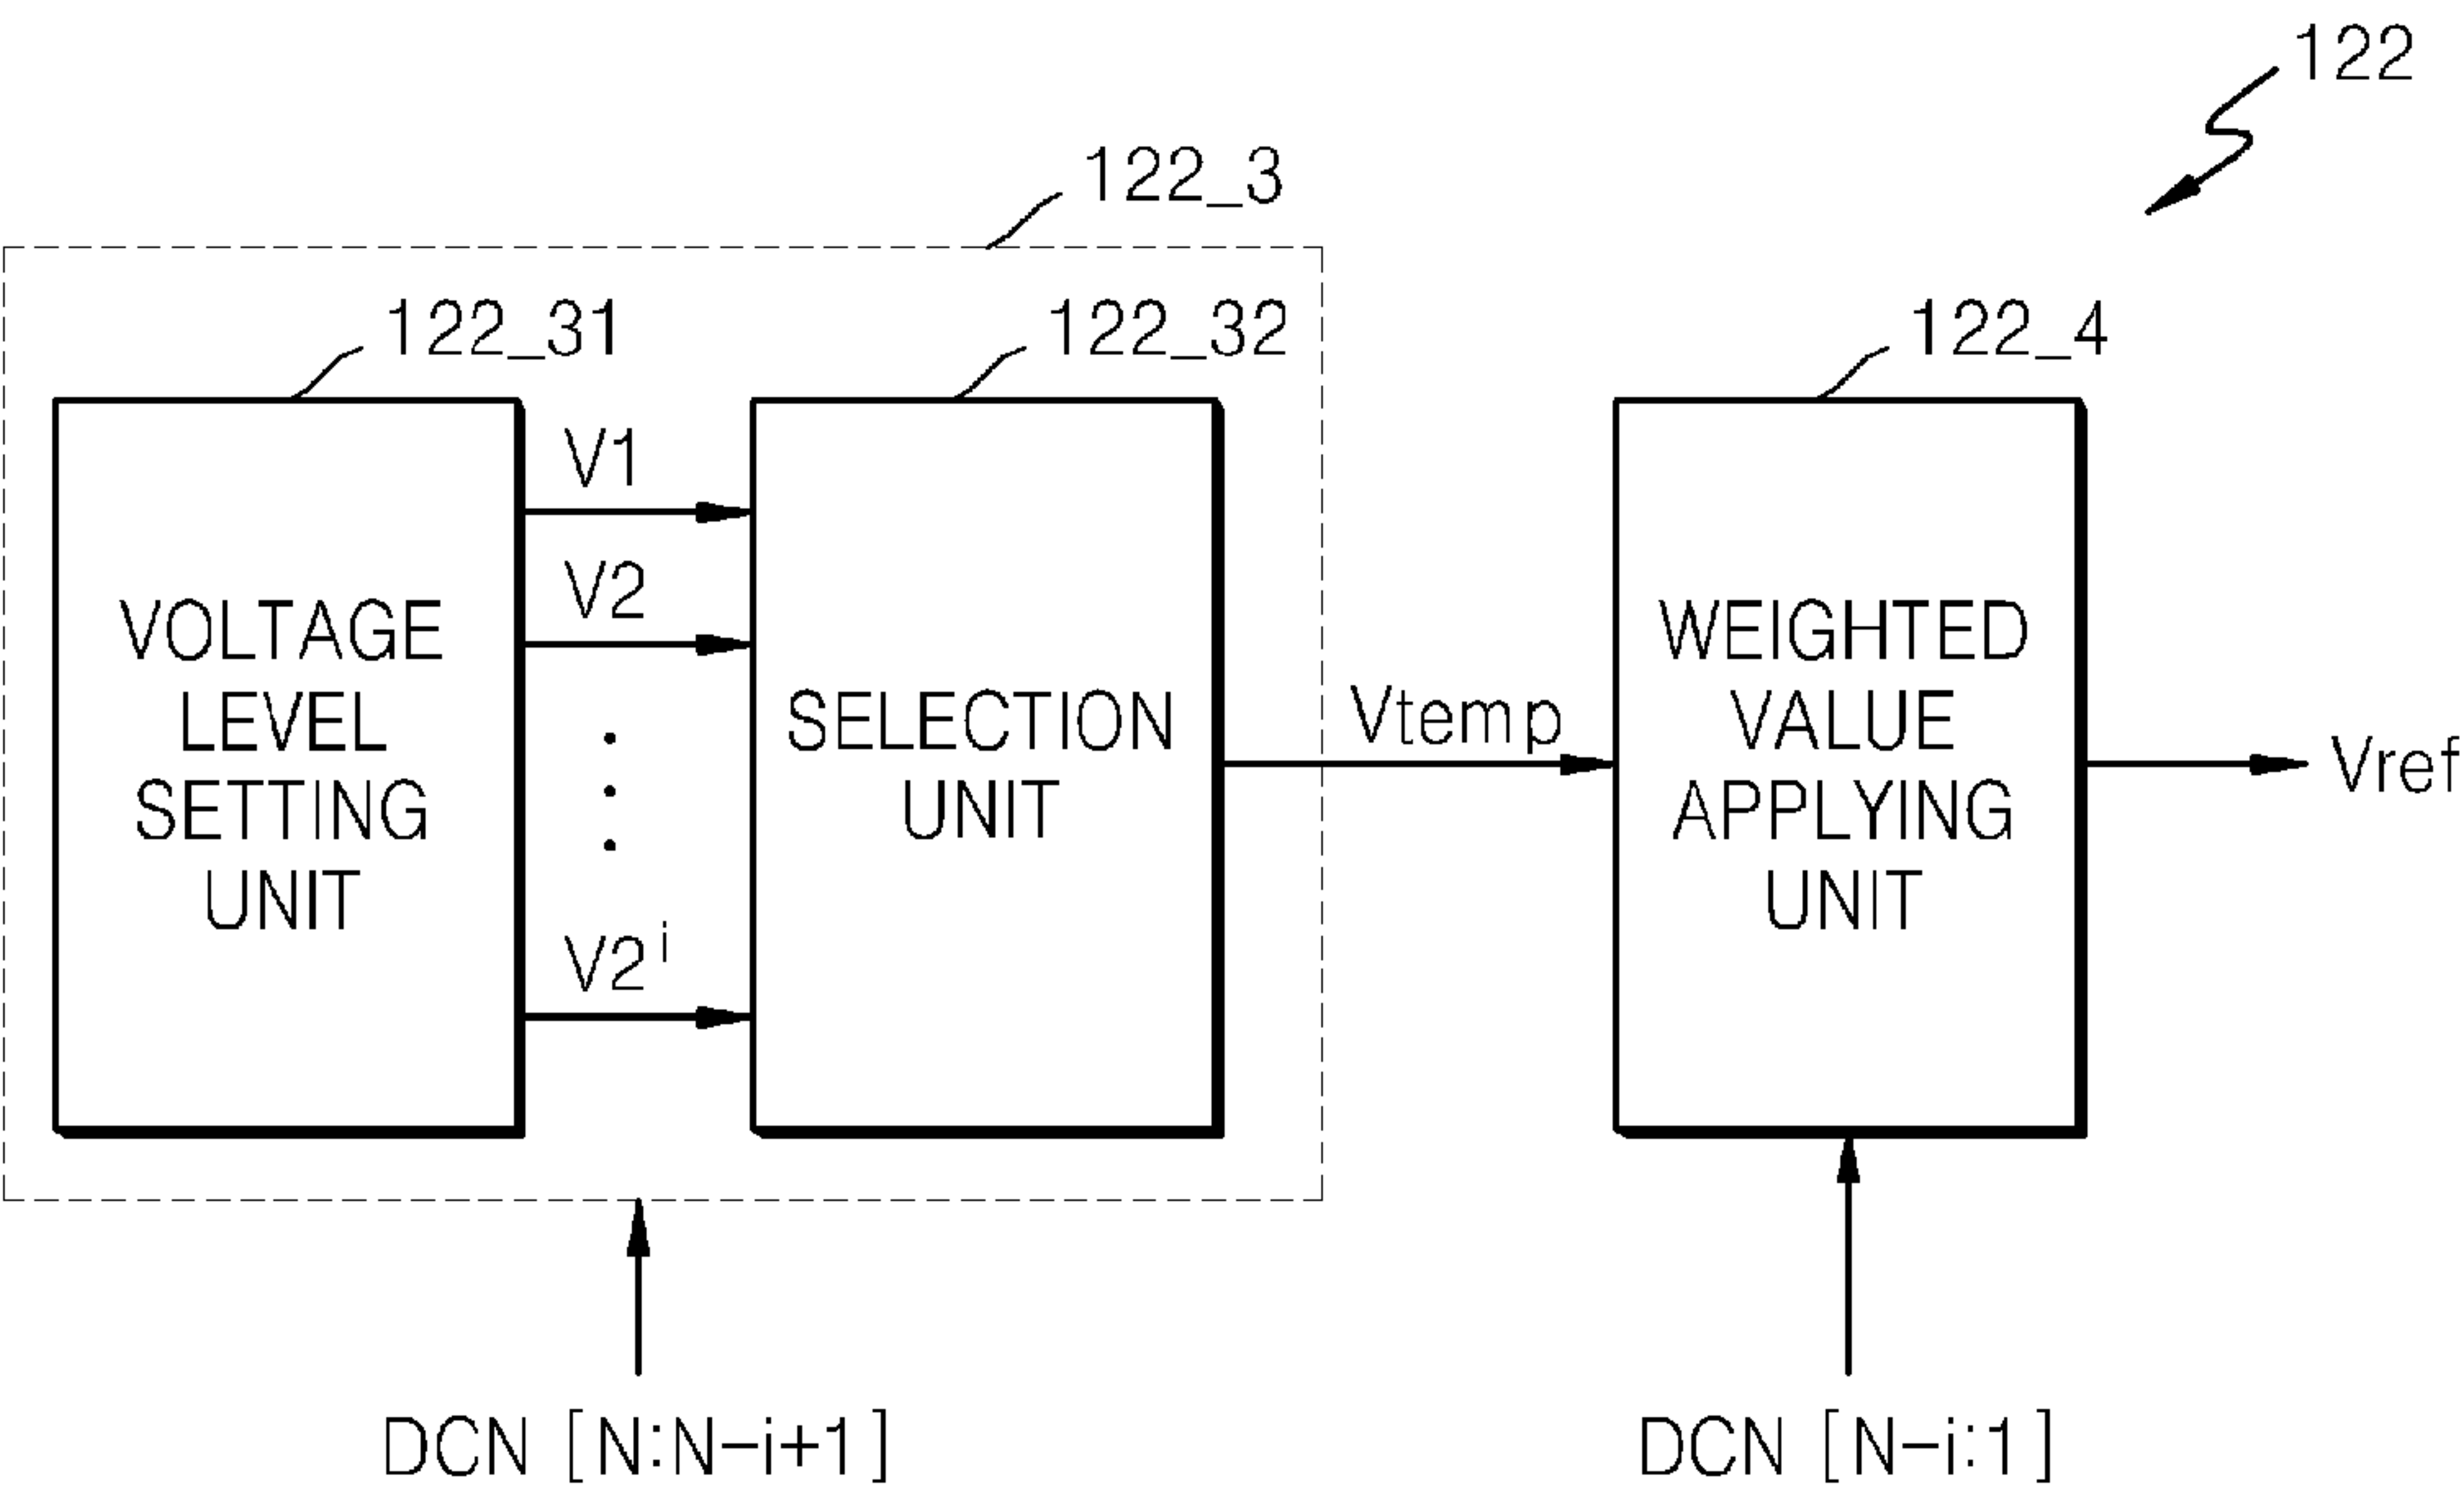 122
122_3
122_31
122_32
122_4
V1
V2
V2^i
VOLTAGE
LEVEL
SETTING
UNIT
SELECTION
UNIT
Vtemp
WEIGHTED
VALUE
APPLYING
UNIT
Vref
DCN [N:N-i+1]
DCN [N-i:1]